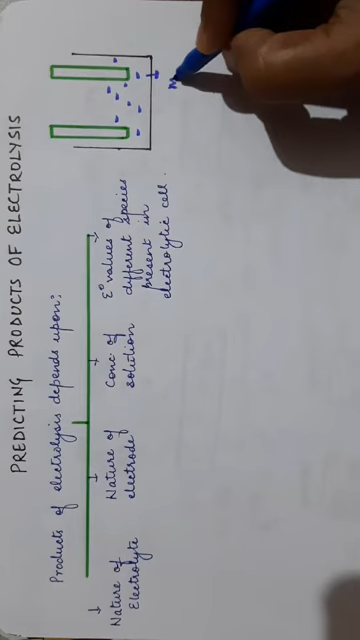 PREDICTING PRODUCTS OF ELECTROLYSIS
Products of electrolysis depends upon:
Nature of
Electrolyte
Nature of
electrode
Conc of
solution
E° values of
different species
present in
electrolytic cell.